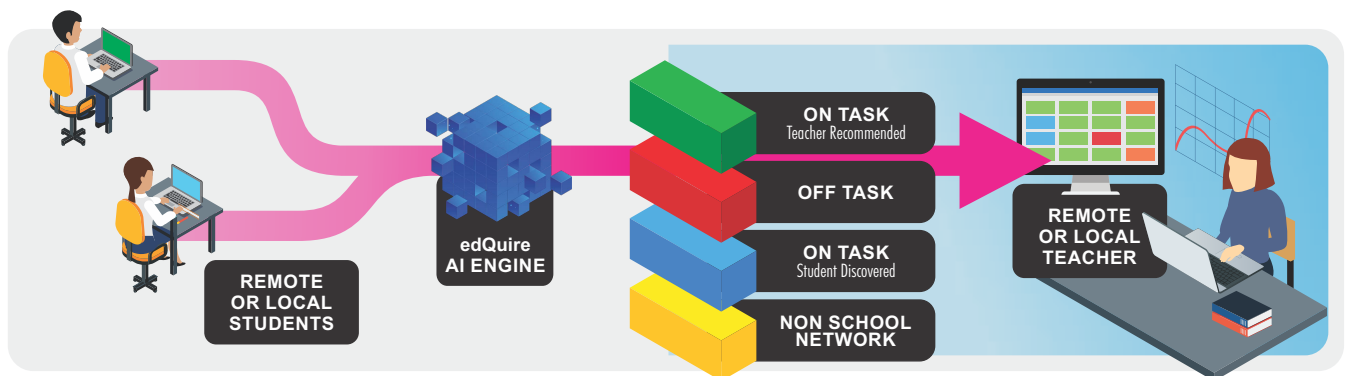 REMOTE
OR LOCAL
STUDENTS
edQuire
AI ENGINE
ON TASK
Teacher Recommended
OFF TASK
ON TASK
Student Discovered
NON SCHOOL
NETWORK
REMOTE
OR LOCAL
TEACHER